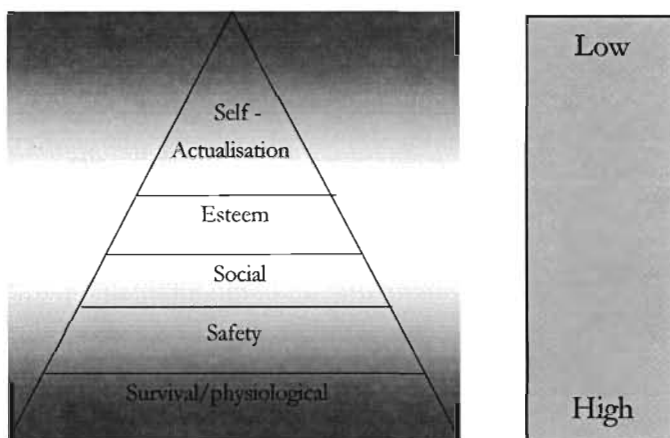 Self -
Actualisation
Esteem
Social
Safety
Survival/physiological
Low
High